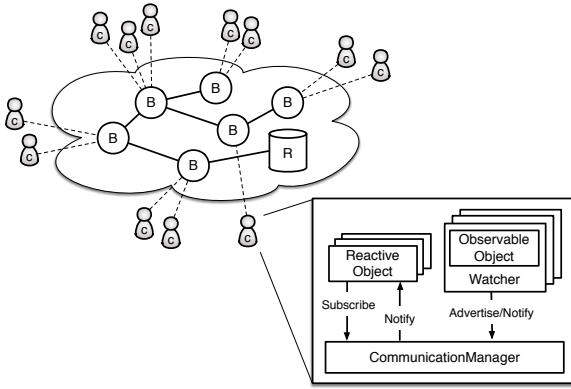 C
C
C
C
C
C
C
C
B
B
B
C
B
B
C
B
R
C
C
C
Observable
Object
Reactive
Object
Watcher
Subscribe
Notify
Advertise/Notify
CommunicationManager